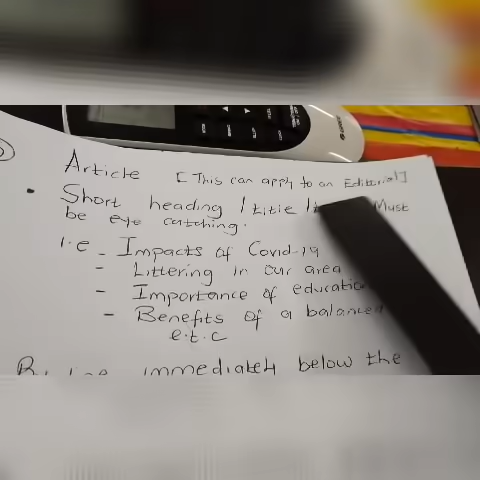 Article [This can apply to an Editorial]
Short heading / title / Must
be eye catching.
i.e - Impacts of Covid-19
- Littering in our area
- Importance of education
- Benefits of a balanced
e.t.c
immediately below the